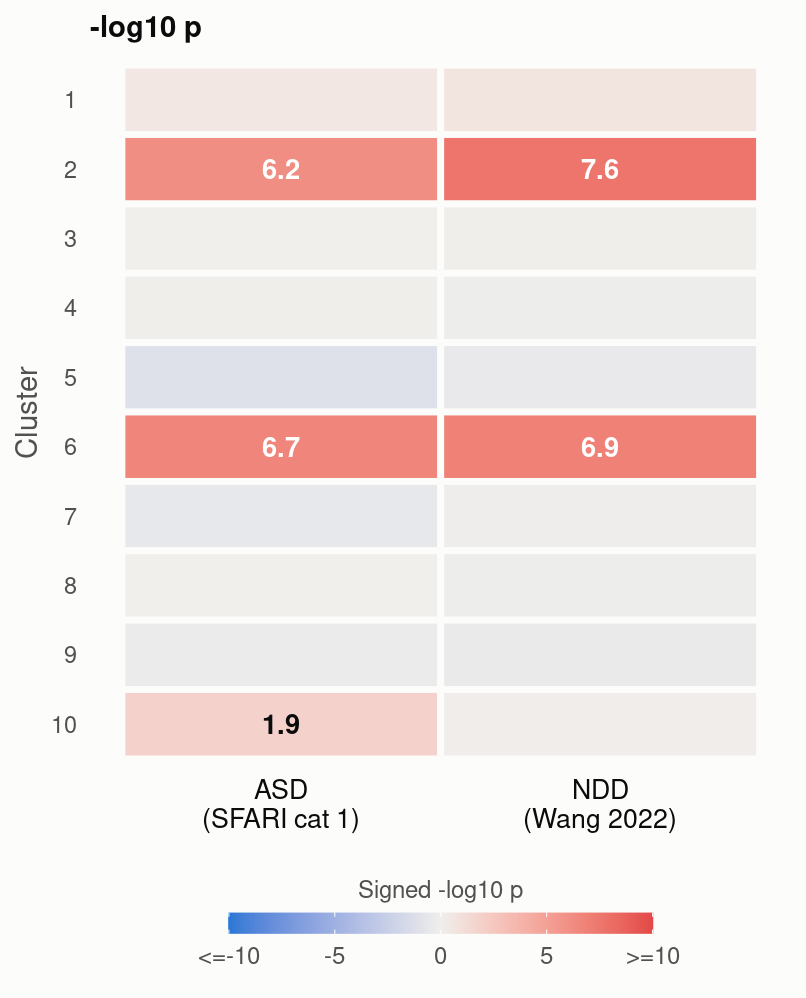 -log10 p
1
2 6.2 7.6
3
4
5
6 6.7 6.9
7
8
9
10 1.9
Cluster
ASD NDD
(SFARI cat 1) (Wang 2022)
Signed -log10 p
<=-10 -5 0 5 >=10